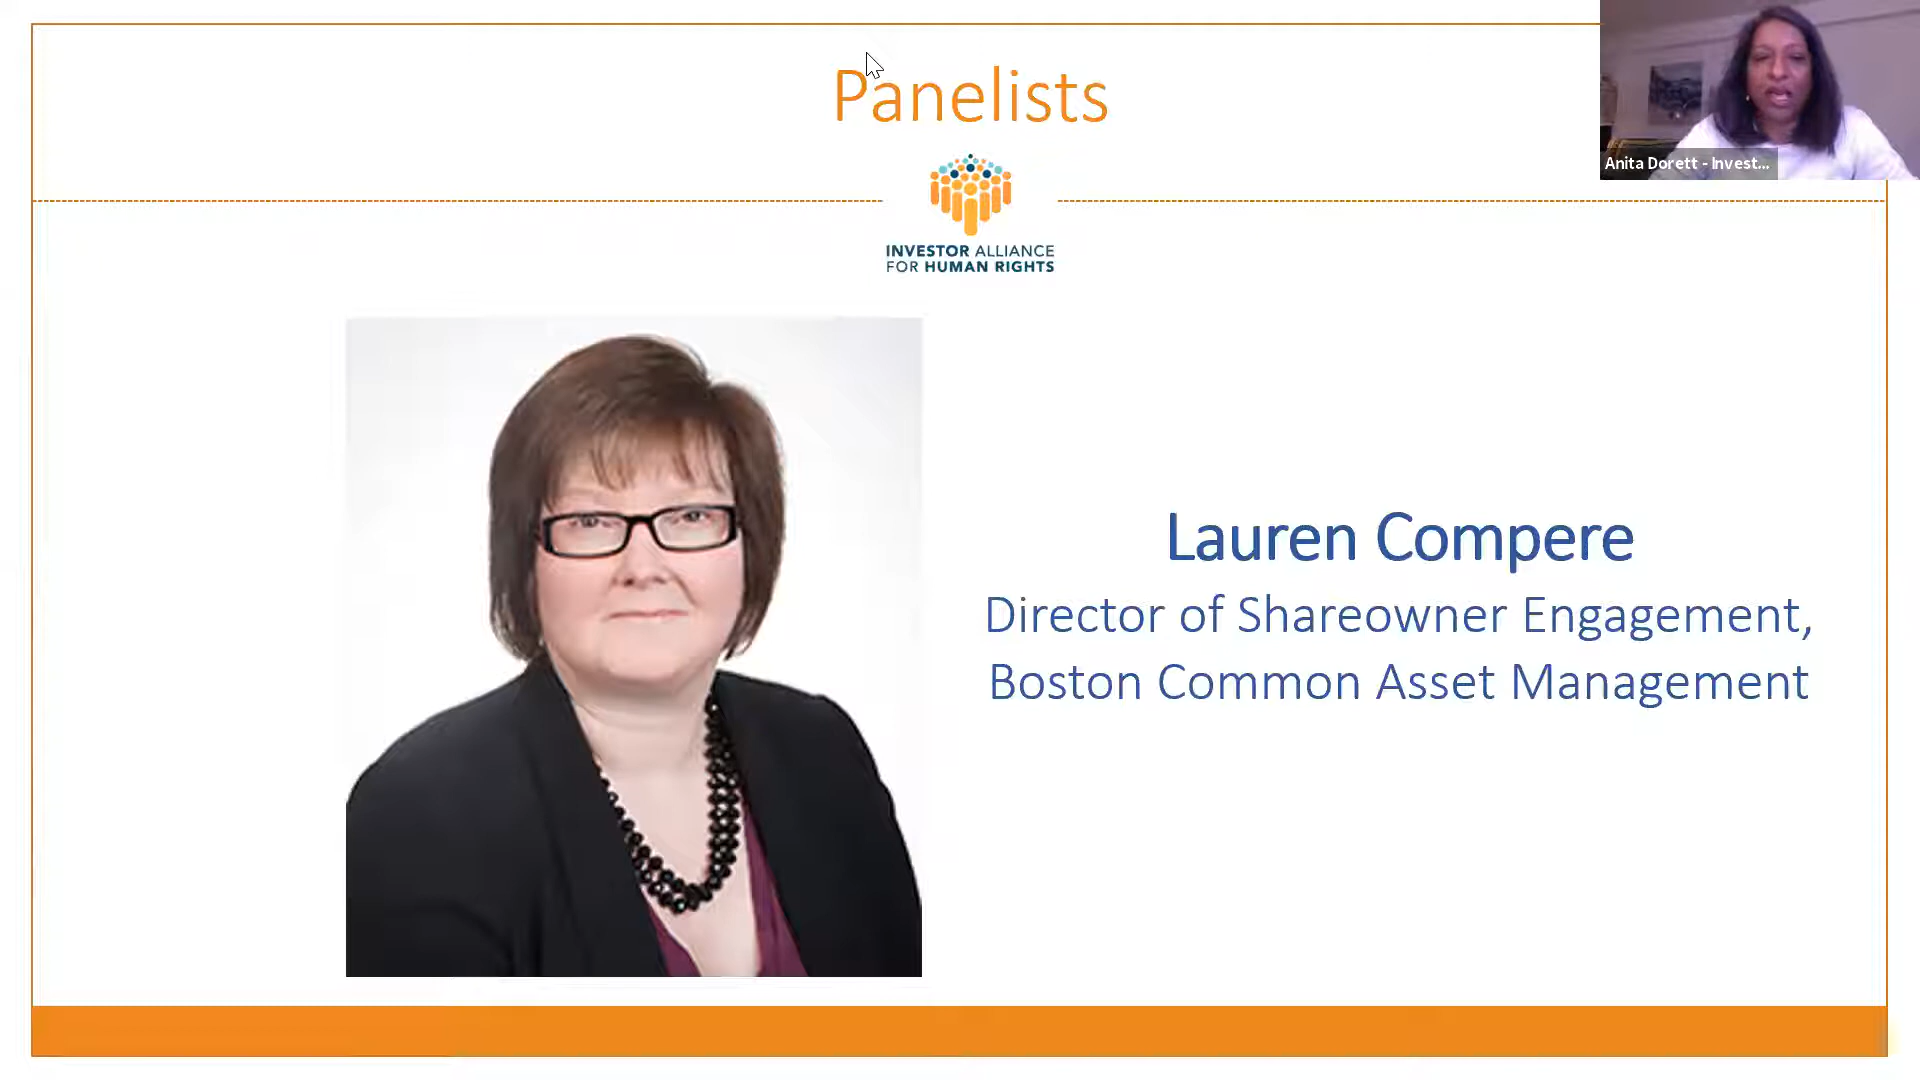 Panelists
Anita Dorett - Invest...
INVESTOR ALLIANCE
FOR HUMAN RIGHTS
Lauren Compere
Director of Shareowner Engagement,
Boston Common Asset Management